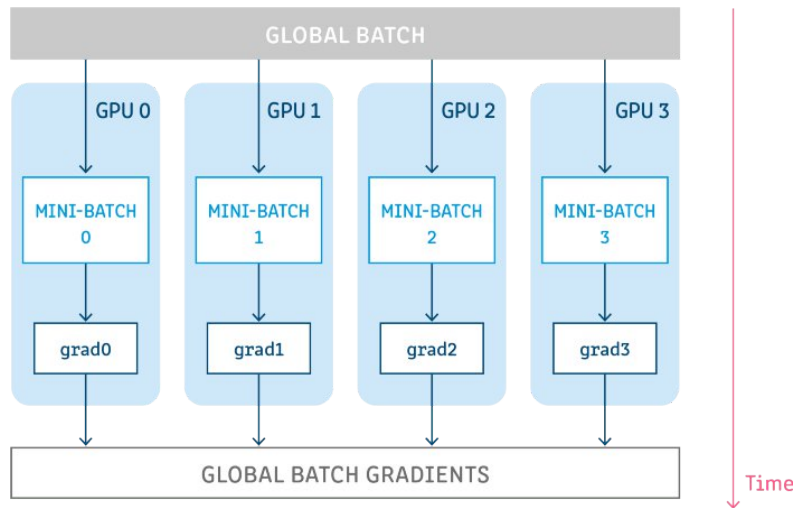 GLOBAL BATCH
GPU 0
GPU 1
GPU 2
GPU 3
MINI-BATCH
0
MINI-BATCH
1
MINI-BATCH
2
MINI-BATCH
3
grad0
grad1
grad2
grad3
GLOBAL BATCH GRADIENTS
Time